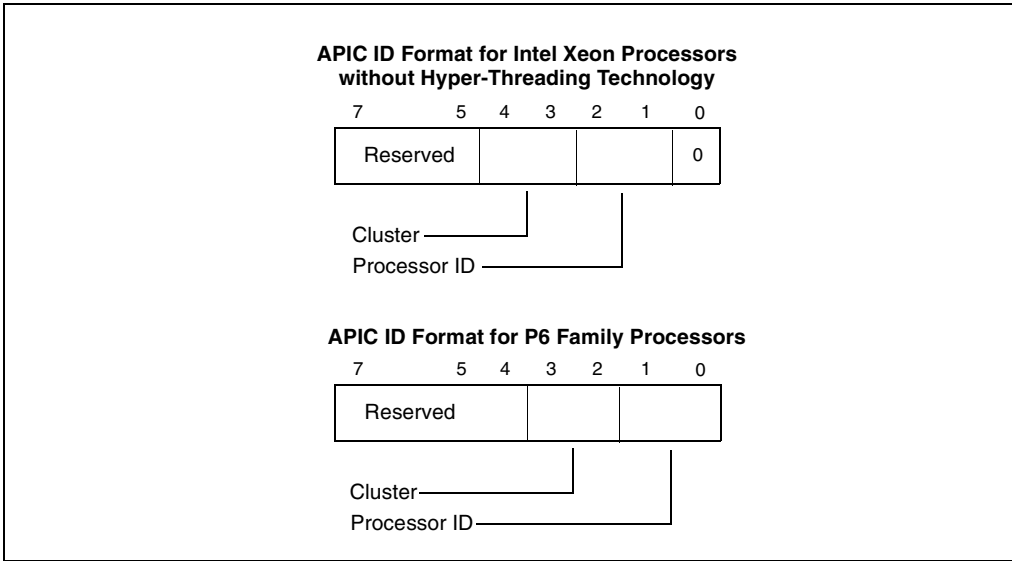 APIC ID Format for Intel Xeon Processors
without Hyper-Threading Technology
7 5 4 3 2 1 0
Reserved 0
Cluster
Processor ID
APIC ID Format for P6 Family Processors
7 5 4 3 2 1 0
Reserved
Cluster
Processor ID